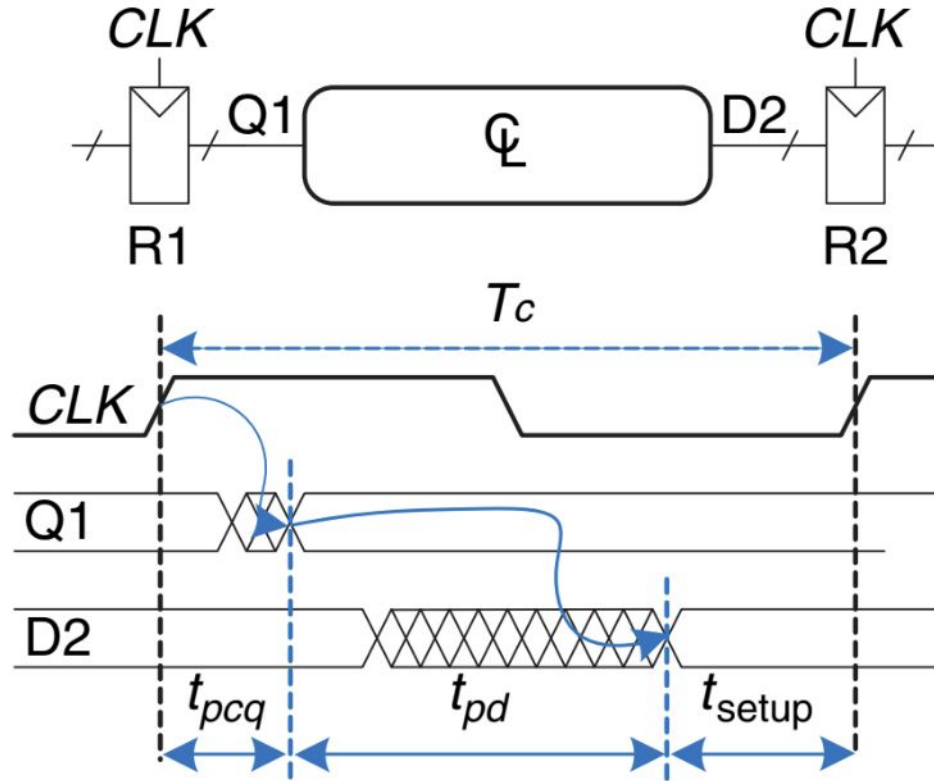 CLK CLK
Q1 CL D2
R1 R2
Tc
CLK
Q1
D2
tpcq tpd tsetup